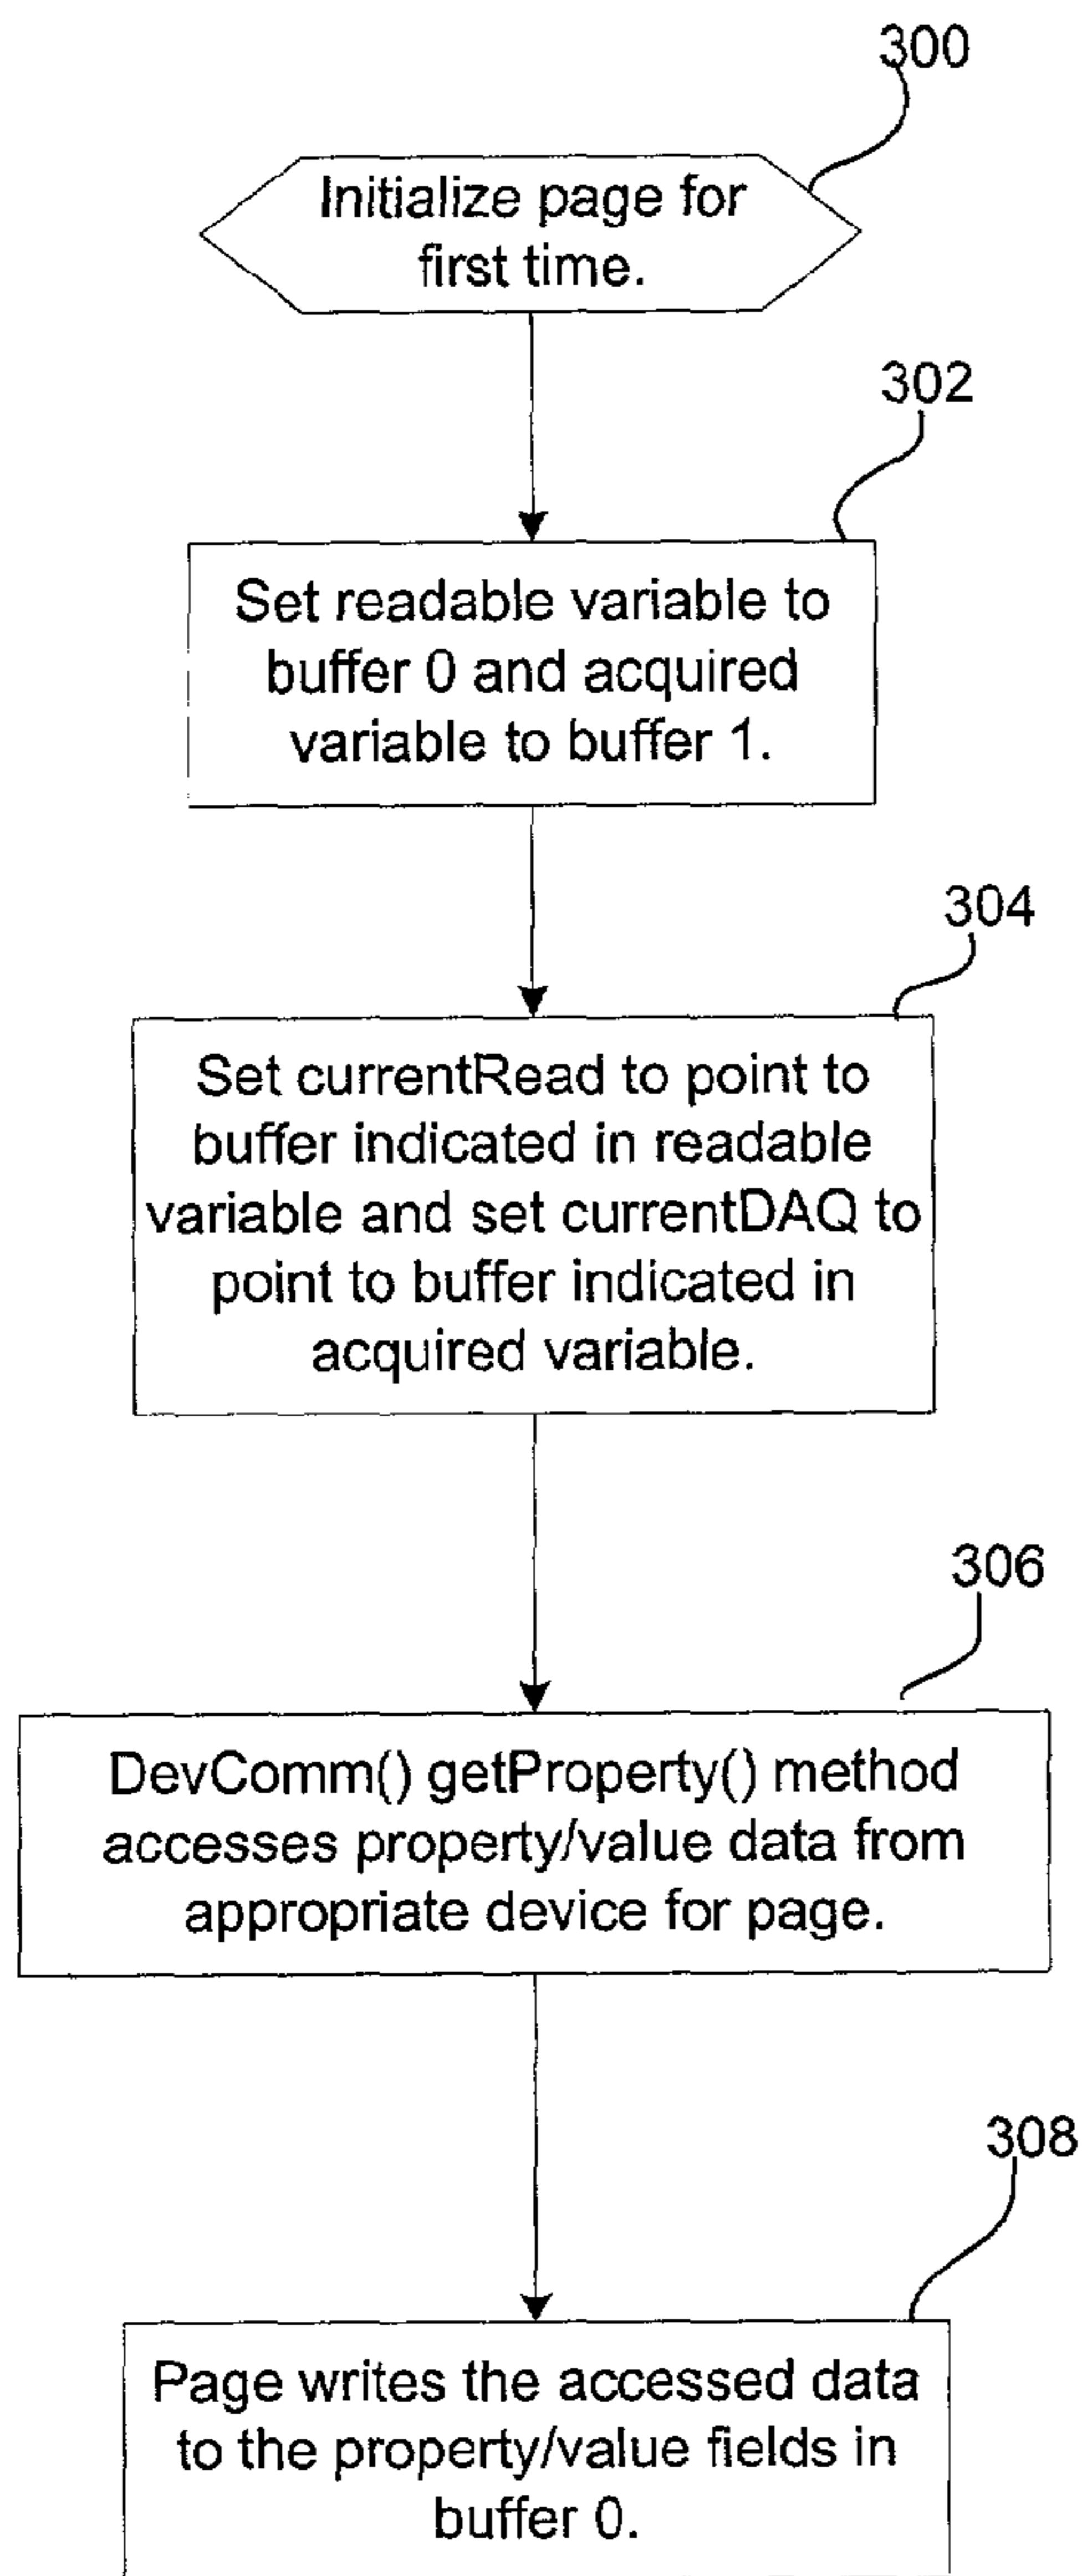 300
Initialize page for
first time.
302
Set readable variable to
buffer 0 and acquired
variable to buffer 1.
304
Set currentRead to point to
buffer indicated in readable
variable and set currentDAQ to
point to buffer indicated in
acquired variable.
306
DevComm() getProperty() method
accesses property/value data from
appropriate device for page.
308
Page writes the accessed data
to the property/value fields in
buffer 0.